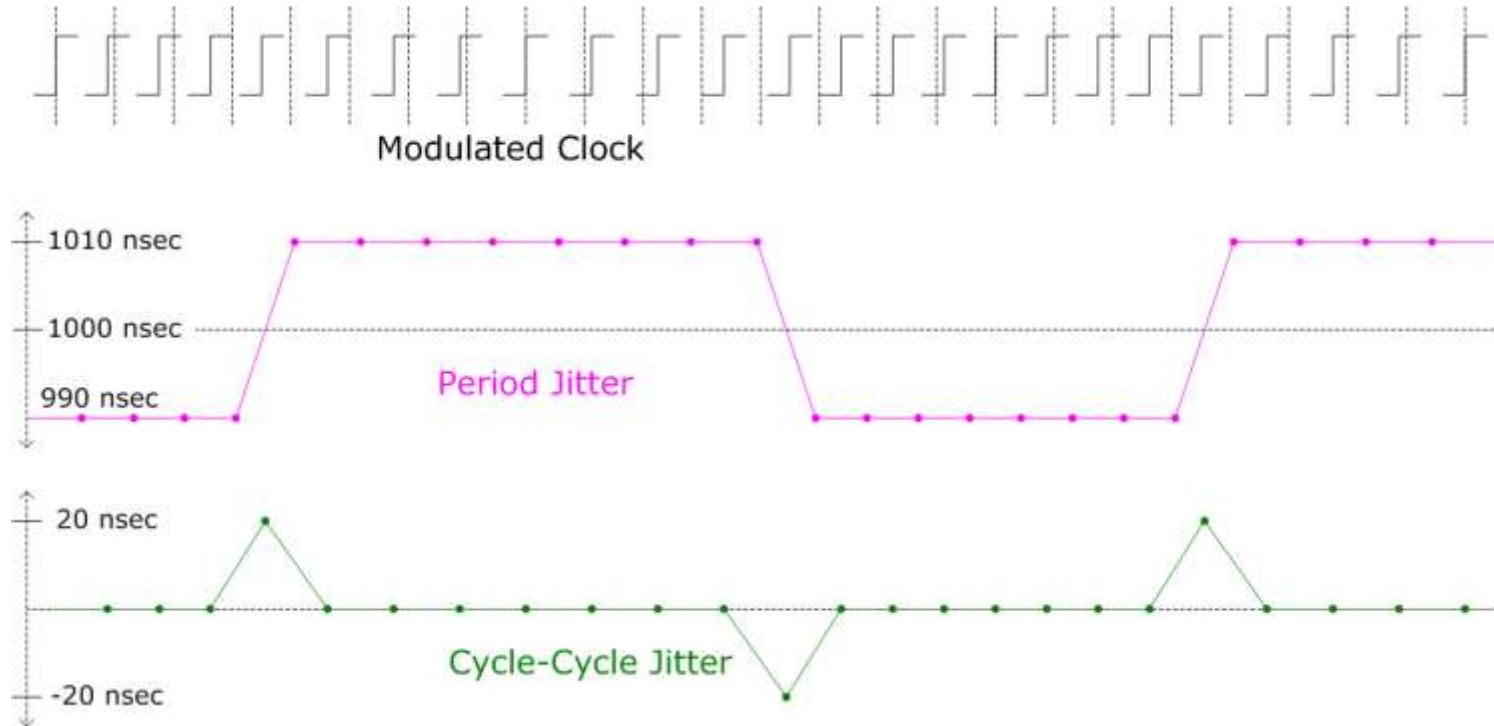 Modulated Clock
1010 nsec
1000 nsec
Period Jitter
990 nsec
20 nsec
Cycle-Cycle Jitter
-20 nsec